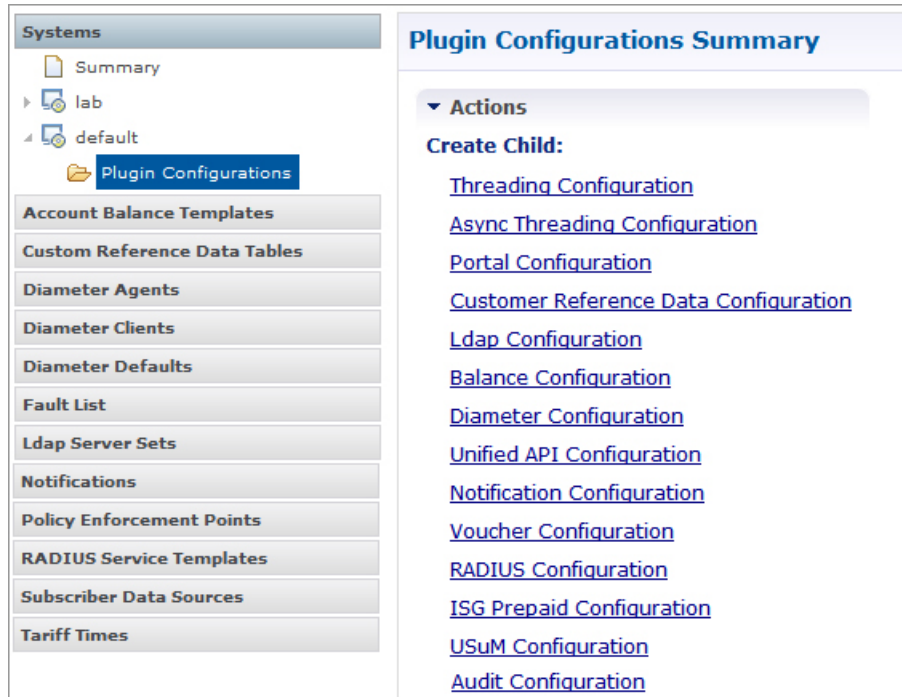 Systems
Summary
lab
default
Plugin Configurations
Account Balance Templates
Custom Reference Data Tables
Diameter Agents
Diameter Clients
Diameter Defaults
Fault List
Ldap Server Sets
Notifications
Policy Enforcement Points
RADIUS Service Templates
Subscriber Data Sources
Tariff Times
Plugin Configurations Summary
Actions
Create Child:
Threading Configuration
Async Threading Configuration
Portal Configuration
Customer Reference Data Configuration
Ldap Configuration
Balance Configuration
Diameter Configuration
Unified API Configuration
Notification Configuration
Voucher Configuration
RADIUS Configuration
ISG Prepaid Configuration
USuM Configuration
Audit Configuration